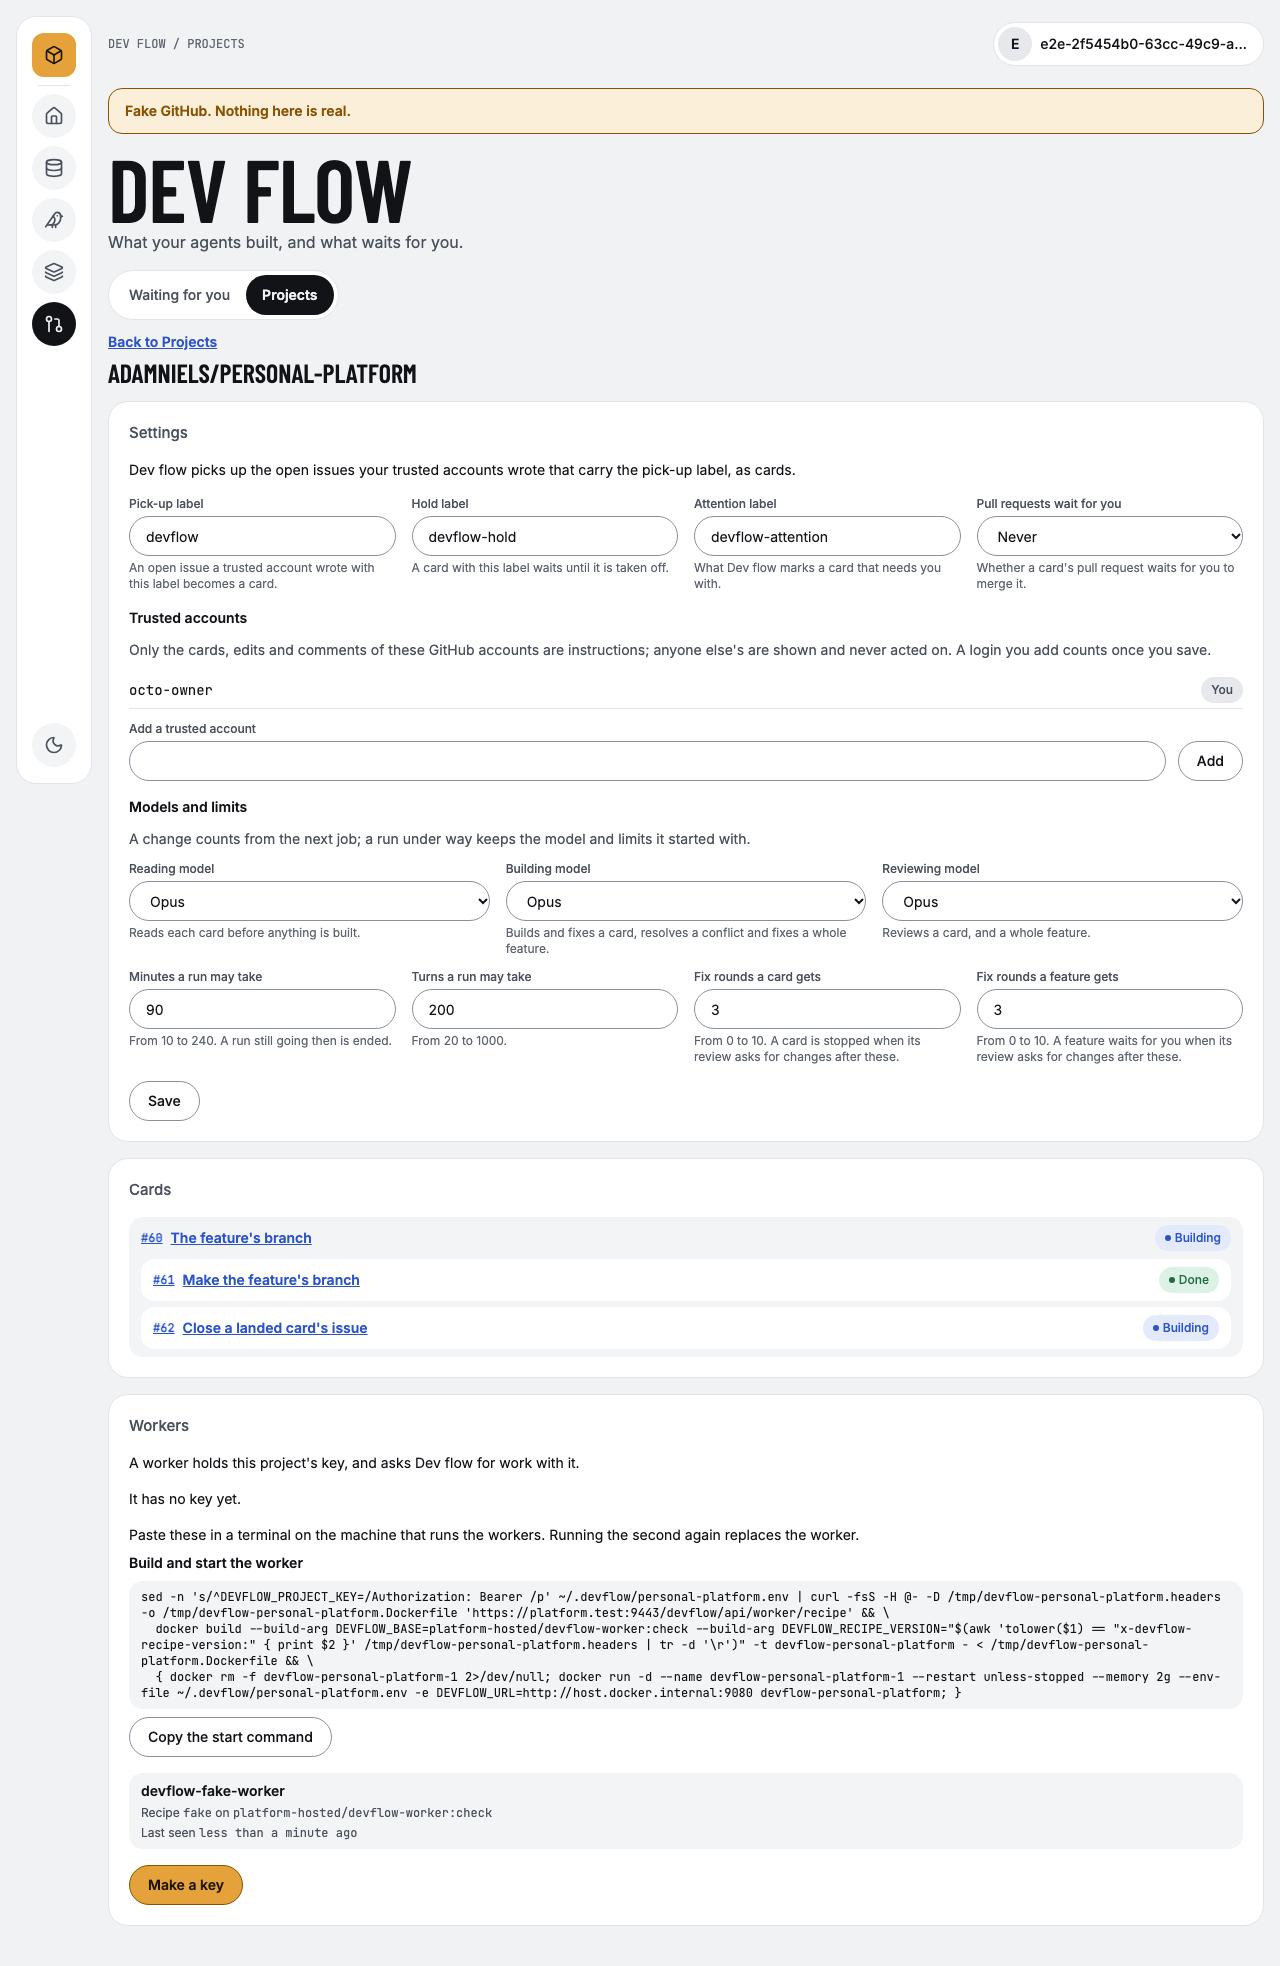 DEV FLOW / PROJECTS
E
e2e-2f5454b0-63cc-49c9-a...
Fake GitHub. Nothing here is real.
DEV FLOW
What your agents built, and what waits for you.
Waiting for you
Projects
Back to Projects
ADAMNIELS/PERSONAL-PLATFORM
Settings
Dev flow picks up the open issues your trusted accounts wrote that carry the pick-up label, as cards.
Pick-up label
Hold label
Attention label
Pull requests wait for you
devflow
devflow-hold
devflow-attention
Never
An open issue a trusted account wrote with
this label becomes a card.
A card with this label waits until it is taken off.
What Dev flow marks a card that needs you
with.
Whether a card's pull request waits for you to
merge it.
Trusted accounts
Only the cards, edits and comments of these GitHub accounts are instructions; anyone else's are shown and never acted on. A login you add counts once you save.
octo-owner
You
Add a trusted account
Add
Models and limits
A change counts from the next job; a run under way keeps the model and limits it started with.
Reading model
Building model
Reviewing model
Opus
Opus
Opus
Reads each card before anything is built.
Builds and fixes a card, resolves a conflict and fixes a whole
feature.
Reviews a card, and a whole feature.
Minutes a run may take
Turns a run may take
Fix rounds a card gets
Fix rounds a feature gets
90
200
3
3
From 10 to 240. A run still going then is ended.
From 20 to 1000.
From 0 to 10. A card is stopped when its
review asks for changes after these.
From 0 to 10. A feature waits for you when its
review asks for changes after these.
Save
Cards
#60 The feature's branch
Building
#61 Make the feature's branch
Done
#62 Close a landed card's issue
Building
Workers
A worker holds this project's key, and asks Dev flow for work with it.
It has no key yet.
Paste these in a terminal on the machine that runs the workers. Running the second again replaces the worker.
Build and start the worker
sed -n 's/^DEVFLOW_PROJECT_KEY=/Authorization: Bearer /p' ~/.devflow/personal-platform.env | curl -fsS -H @- -D /tmp/devflow-personal-platform.headers
-o /tmp/devflow-personal-platform.Dockerfile 'https://platform.test:9443/devflow/api/worker/recipe' && \
docker build --build-arg DEVFLOW_BASE=platform-hosted/devflow-worker:check --build-arg DEVFLOW_RECIPE_VERSION="$(awk 'tolower($1) == "x-devflow-
recipe-version:" { print $2 }' /tmp/devflow-personal-platform.headers | tr -d '\r')" -t devflow-personal-platform - < /tmp/devflow-personal-
platform.Dockerfile && \
{ docker rm -f devflow-personal-platform-1 2>/dev/null; docker run -d --name devflow-personal-platform-1 --restart unless-stopped --memory 2g --env-
file ~/.devflow/personal-platform.env -e DEVFLOW_URL=http://host.docker.internal:9080 devflow-personal-platform; }
Copy the start command
devflow-fake-worker
Recipe fake on platform-hosted/devflow-worker:check
Last seen less than a minute ago
Make a key